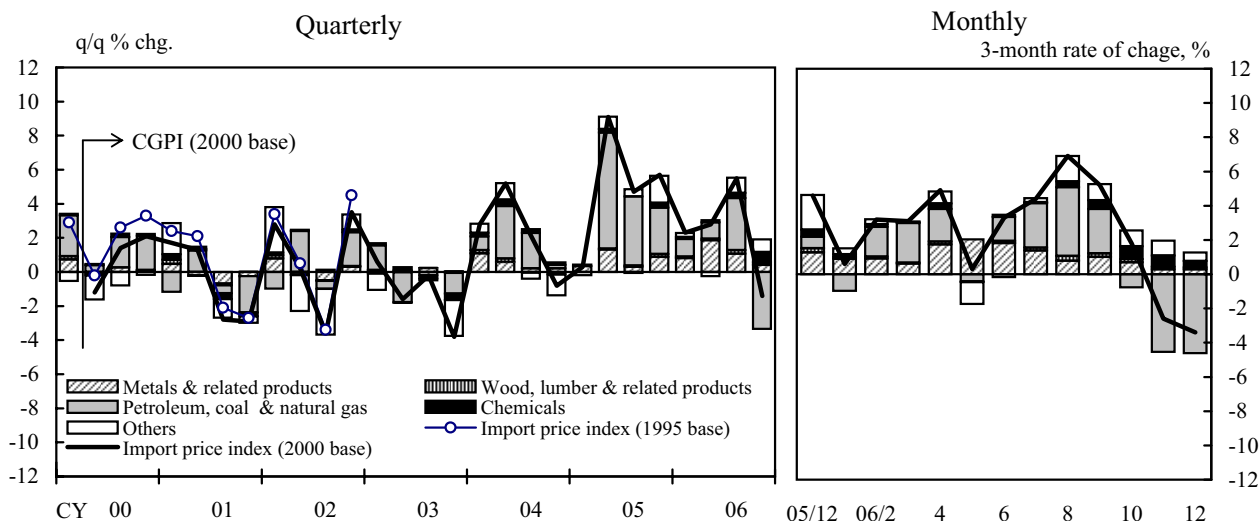 Quarterly
Monthly
q/q % chg.
3-month rate of chage, %
12
10
8
6
4
2
0
-2
-4
-6
-8
-10
-12
CGPI (2000 base)
Metals & related products
Wood, lumber & related products
Petroleum, coal & natural gas
Chemicals
Others
Import price index (1995 base)
Import price index (2000 base)
CY 00 01 02 03 04 05 06
12
10
8
6
4
2
0
-2
-4
-6
-8
-10
-12
05/12 06/2 4 6 8 10 12